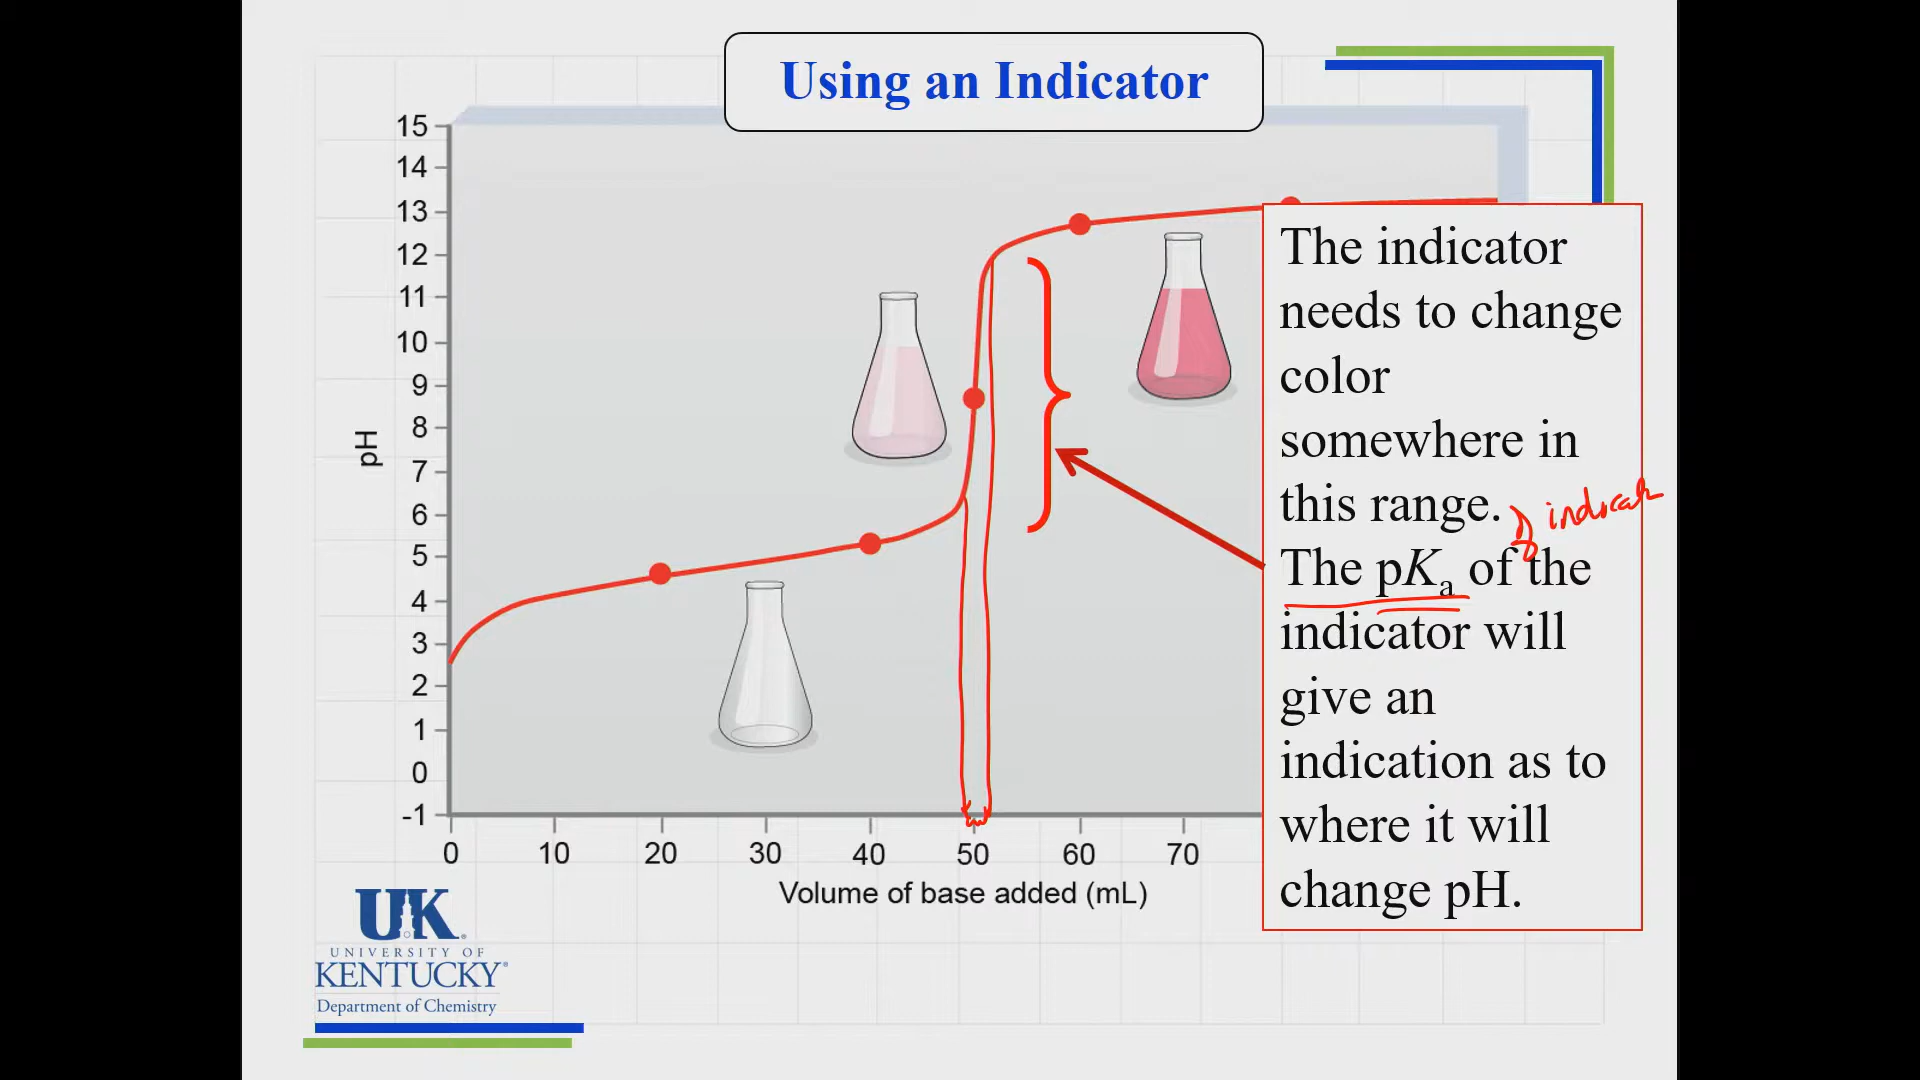 Using an Indicator
15
14
13
12
11
10
9
8
7
6
5
4
3
2
1
0
-1
pH
0 10 20 30 40 50 60 70
Volume of base added (mL)
The indicator
needs to change
color
somewhere in
this range.
The pKa of the
indicator will
give an
indication as to
where it will
change pH.
UK
UNIVERSITY OF
KENTUCKY®
Department of Chemistry